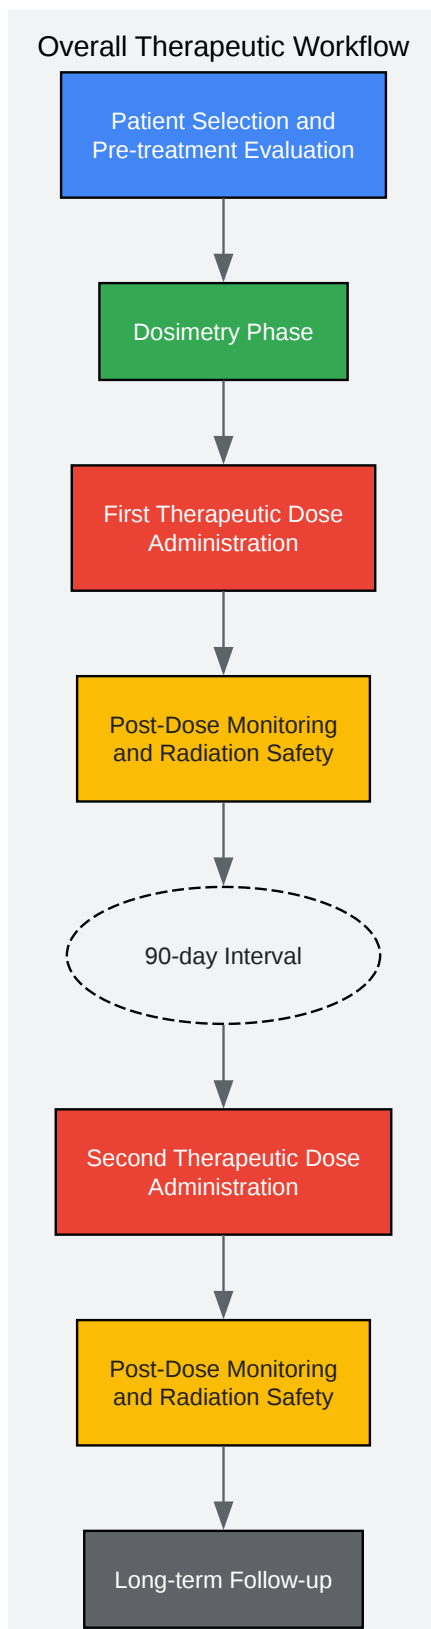 Overall Therapeutic Workflow
Patient Selection and
Pre-treatment Evaluation
Dosimetry Phase
First Therapeutic Dose
Administration
Post-Dose Monitoring
and Radiation Safety
90-day Interval
Second Therapeutic Dose
Administration
Post-Dose Monitoring
and Radiation Safety
Long-term Follow-up